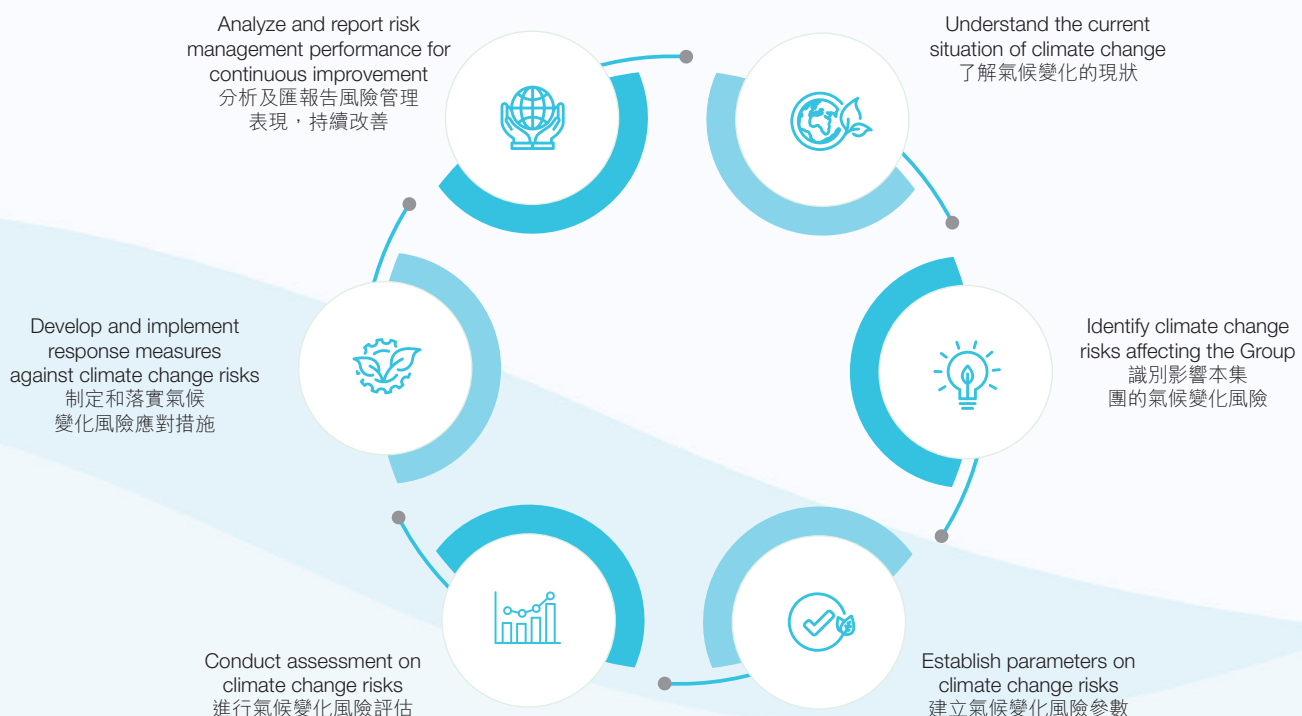 Analyze and report risk
management performance for
continuous improvement
分析及匯報告風險管理
表現，持續改善
Understand the current
situation of climate change
了解氣候變化的現狀
Develop and implement
response measures
against climate change risks
制定和落實氣候
變化風險應對措施
Identify climate change
risks affecting the Group
識別影響本集
團的氣候變化風險
Conduct assessment on
climate change risks
進行氣候變化風險評估
Establish parameters on
climate change risks
建立氣候變化風險參數